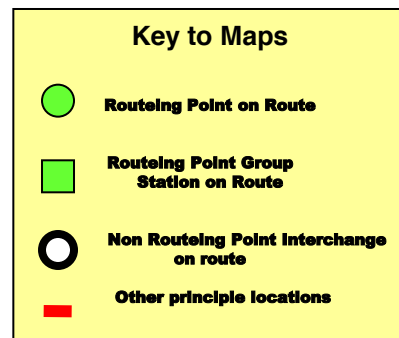 Key to Maps
Routeing Point on Route
Routeing Point Group
Station on Route
Non Routeing Point Interchange
on route
Other principle locations